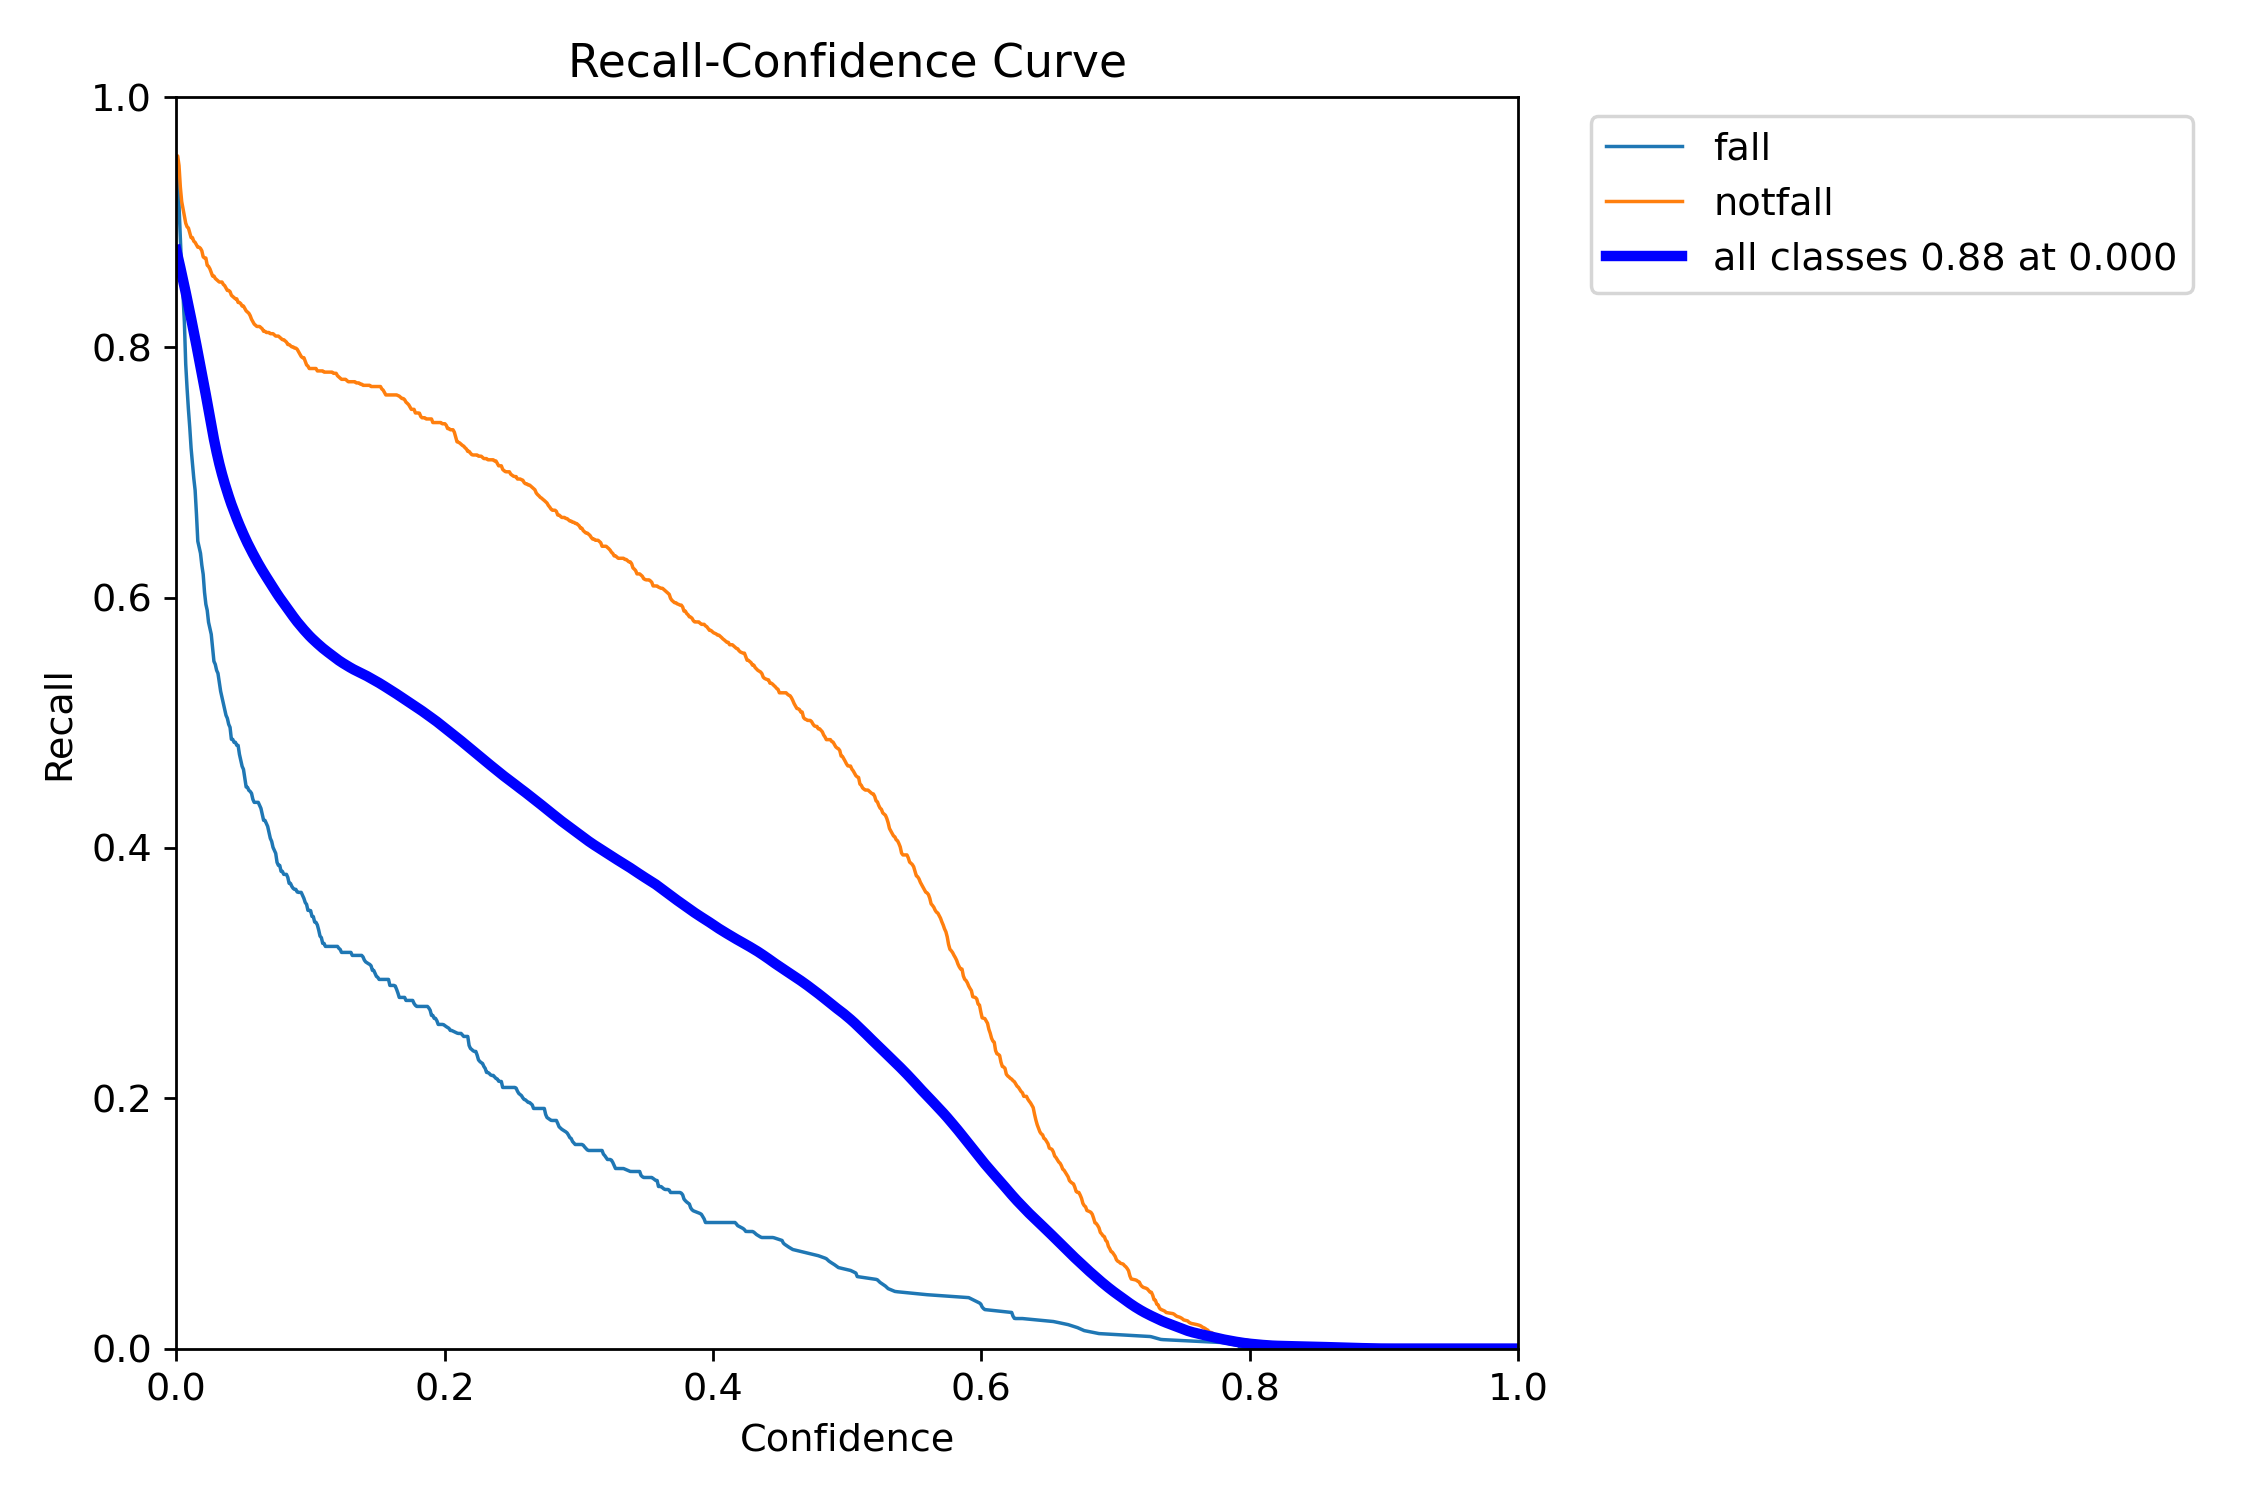 Recall-Confidence Curve
1.0
0.8
0.6
0.4
0.2
0.0
Recall
0.0 0.2 0.4 0.6 0.8 1.0
Confidence
fall
notfall
all classes 0.88 at 0.000